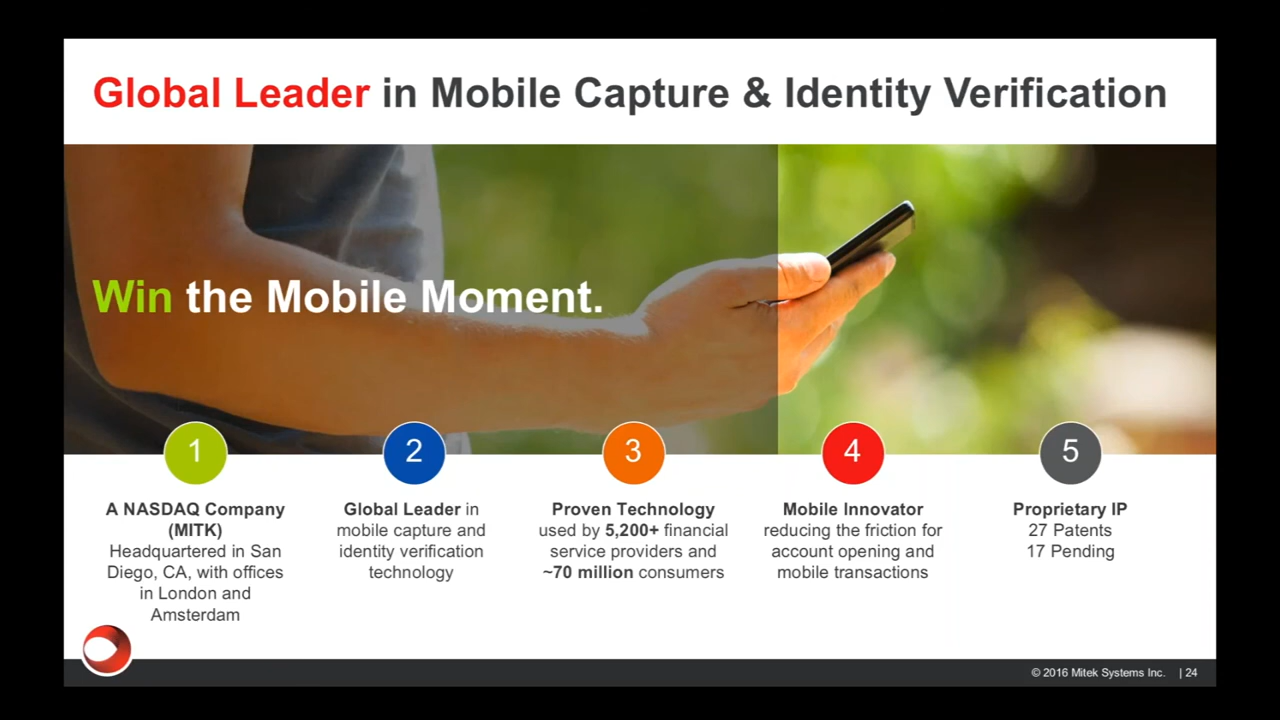 Global Leader in Mobile Capture & Identity Verification
Win the Mobile Moment.
1
A NASDAQ Company
(MITK)
Headquartered in San
Diego, CA, with offices
in London and
Amsterdam
2
Global Leader in
mobile capture and
identity verification
technology
3
Proven Technology
used by 5,200+ financial
service providers and
~70 million consumers
4
Mobile Innovator
reducing the friction for
account opening and
mobile transactions
5
Proprietary IP
27 Patents
17 Pending
© 2016 Mitek Systems Inc. | 24